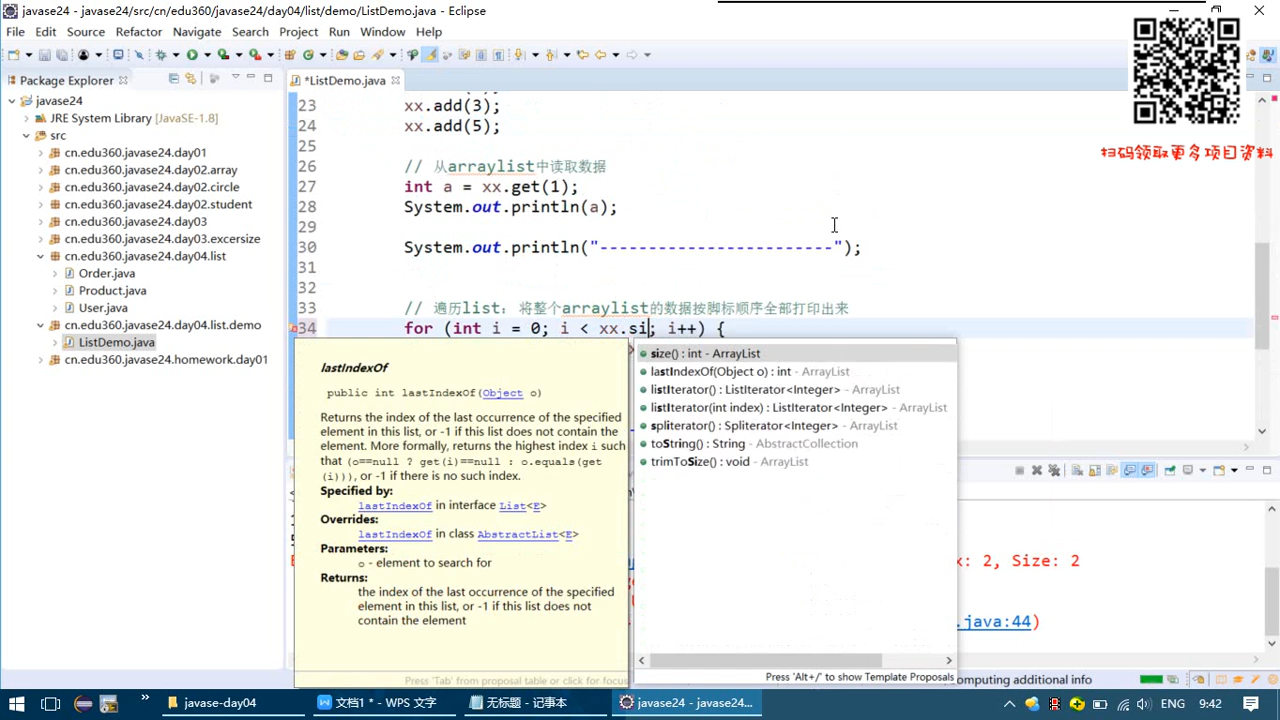 javase24 - javase24/src/cn/edu360/javase24/day04/list/demo/ListDemo.java - Eclipse
File Edit Source Refactor Navigate Search Project Run Window Help
扫码领取更多项目资料
Package Explorer
*ListDemo.java
javase24
JRE System Library [JavaSE-1.8]
src
cn.edu360.javase24.day01
cn.edu360.javase24.day02.array
cn.edu360.javase24.day02.circle
cn.edu360.javase24.day02.student
cn.edu360.javase24.day03
cn.edu360.javase24.day03.excersize
cn.edu360.javase24.day04.list
Order.java
Product.java
User.java
cn.edu360.javase24.day04.list.demo
ListDemo.java
cn.edu360.javase24.homework.day01
23 xx.add(3);
24 xx.add(5);
25
26 // 从arraylist中读取数据
27 int a = xx.get(1);
28 System.out.println(a);
29
30 System.out.println("------------------------");
31
32
33 // 遍历list: 将整个arraylist的数据按脚标顺序全部打印出来
34 for (int i = 0; i < xx.si; i++) {
lastIndexOf
public int lastIndexOf(Object o)
Returns the index of the last occurrence of the specified
element in this list, or -1 if this list does not contain the
element. More formally, returns the highest index i such
that (o==null ? get(i)==null : o.equals(get
(i))), or -1 if there is no such index.
Specified by:
lastIndexOf in interface List<E>
Overrides:
lastIndexOf in class AbstractList<E>
Parameters:
o - element to search for
Returns:
the index of the last occurrence of the specified
element in this list, or -1 if this list does not
contain the element
Press 'Tab' from proposal table or click for focus
size() : int - ArrayList
lastIndexOf(Object o) : int - ArrayList
listIterator() : ListIterator<Integer> - ArrayList
listIterator(int index) : ListIterator<Integer> - ArrayList
spliterator() : Spliterator<Integer> - ArrayList
toString() : String - AbstractCollection
trimToSize() : void - ArrayList
Press 'Alt+/' to show Template Proposals
x: 2, Size: 2
.java:44)
omputing additional info
javase-day04
文档1 * - WPS 文字
无标题 - 记事本
javase24 - javase24...
ENG
9:42